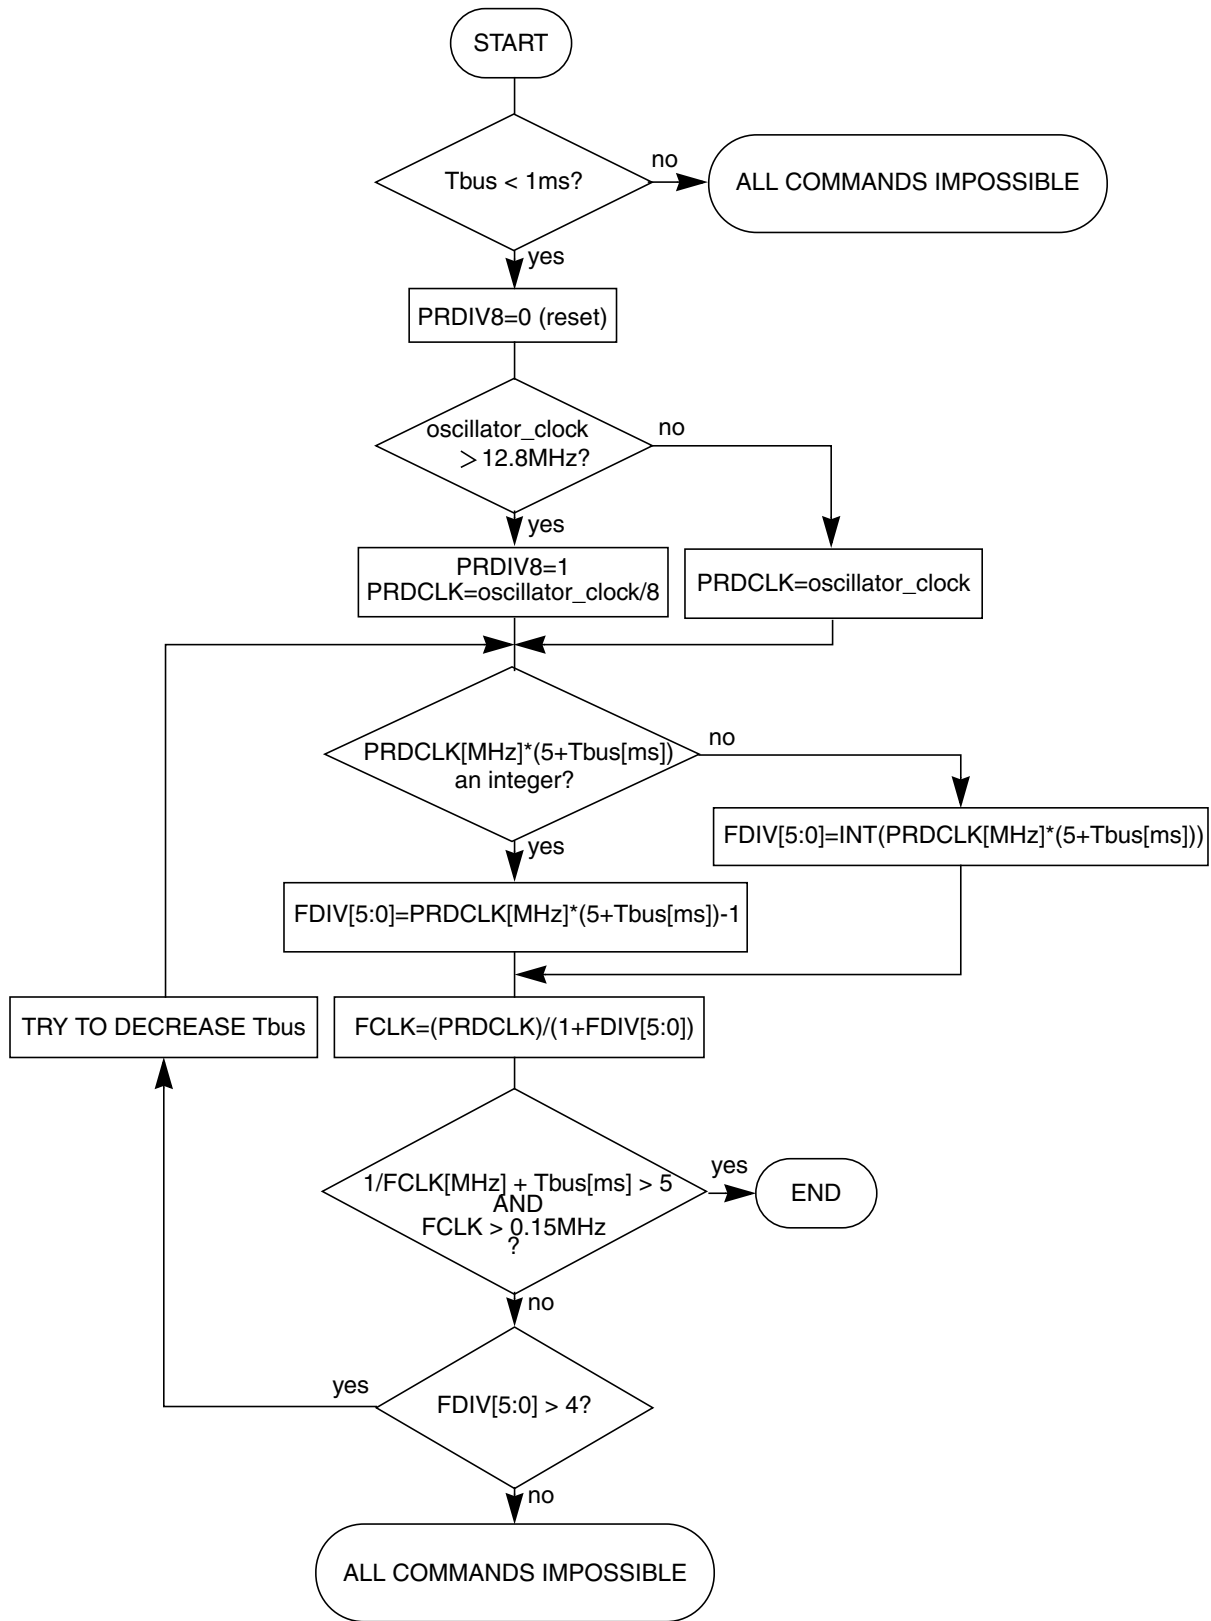 START
Tbus < 1ms?
no
ALL COMMANDS IMPOSSIBLE
yes
PRDIV8=0 (reset)
oscillator_clock
> 12.8MHz?
no
yes
PRDIV8=1
PRDCLK=oscillator_clock/8
PRDCLK=oscillator_clock
PRDCLK[MHz]*(5+Tbus[ms])
an integer?
no
yes
FDIV[5:0]=INT(PRDCLK[MHz]*(5+Tbus[ms]))
FDIV[5:0]=PRDCLK[MHz]*(5+Tbus[ms])-1
TRY TO DECREASE Tbus
FCLK=(PRDCLK)/(1+FDIV[5:0])
1/FCLK[MHz] + Tbus[ms] > 5
AND
FCLK > 0.15MHz
?
yes
END
no
yes
FDIV[5:0] > 4?
no
ALL COMMANDS IMPOSSIBLE